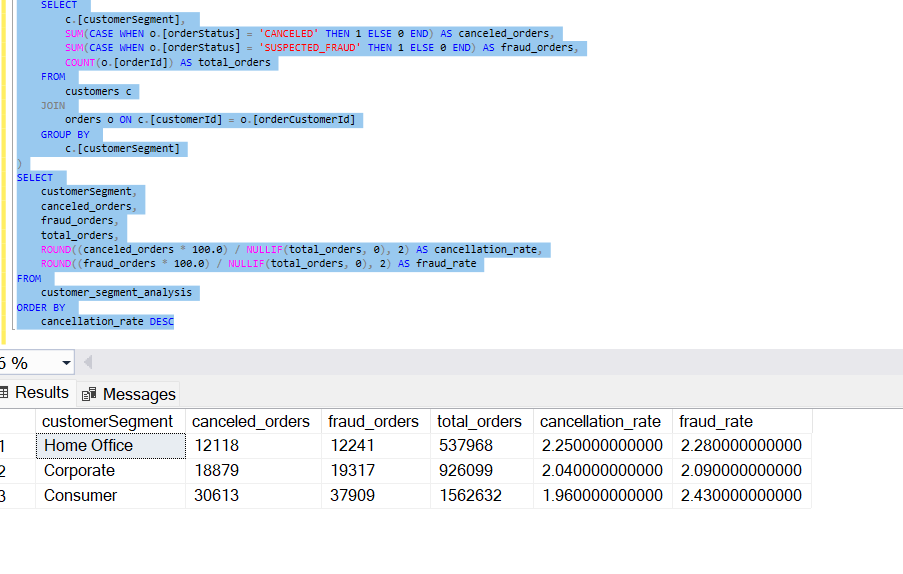 SELECT
c.[customerSegment],
SUM(CASE WHEN o.[orderStatus] = 'CANCELED' THEN 1 ELSE 0 END) AS canceled_orders,
SUM(CASE WHEN o.[orderStatus] = 'SUSPECTED_FRAUD' THEN 1 ELSE 0 END) AS fraud_orders,
COUNT(o.[orderId]) AS total_orders
FROM
customers c
JOIN
orders o ON c.[customerId] = o.[orderCustomerId]
GROUP BY
c.[customerSegment]
)
SELECT
customerSegment,
canceled_orders,
fraud_orders,
total_orders,
ROUND((canceled_orders * 100.0) / NULLIF(total_orders, 0), 2) AS cancellation_rate,
ROUND((fraud_orders * 100.0) / NULLIF(total_orders, 0), 2) AS fraud_rate
FROM
customer_segment_analysis
ORDER BY
cancellation_rate DESC
6 %
Results Messages
customerSegment canceled_orders fraud_orders total_orders cancellation_rate fraud_rate
1 Home Office 12118 12241 537968 2.250000000000 2.280000000000
2 Corporate 18879 19317 926099 2.040000000000 2.090000000000
3 Consumer 30613 37909 1562632 1.960000000000 2.430000000000